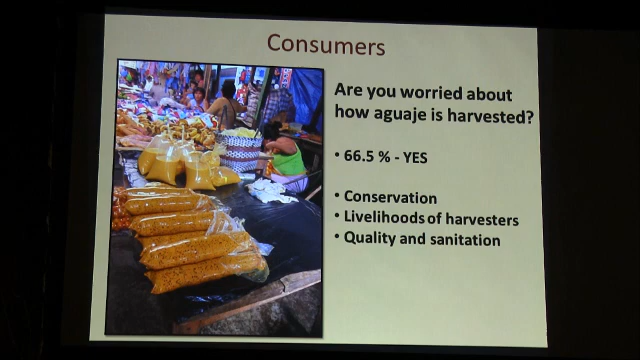 Consumers
Are you worried about
how aguaje is harvested?
• 66.5 % - YES
• Conservation
• Livelihoods of harvesters
• Quality and sanitation